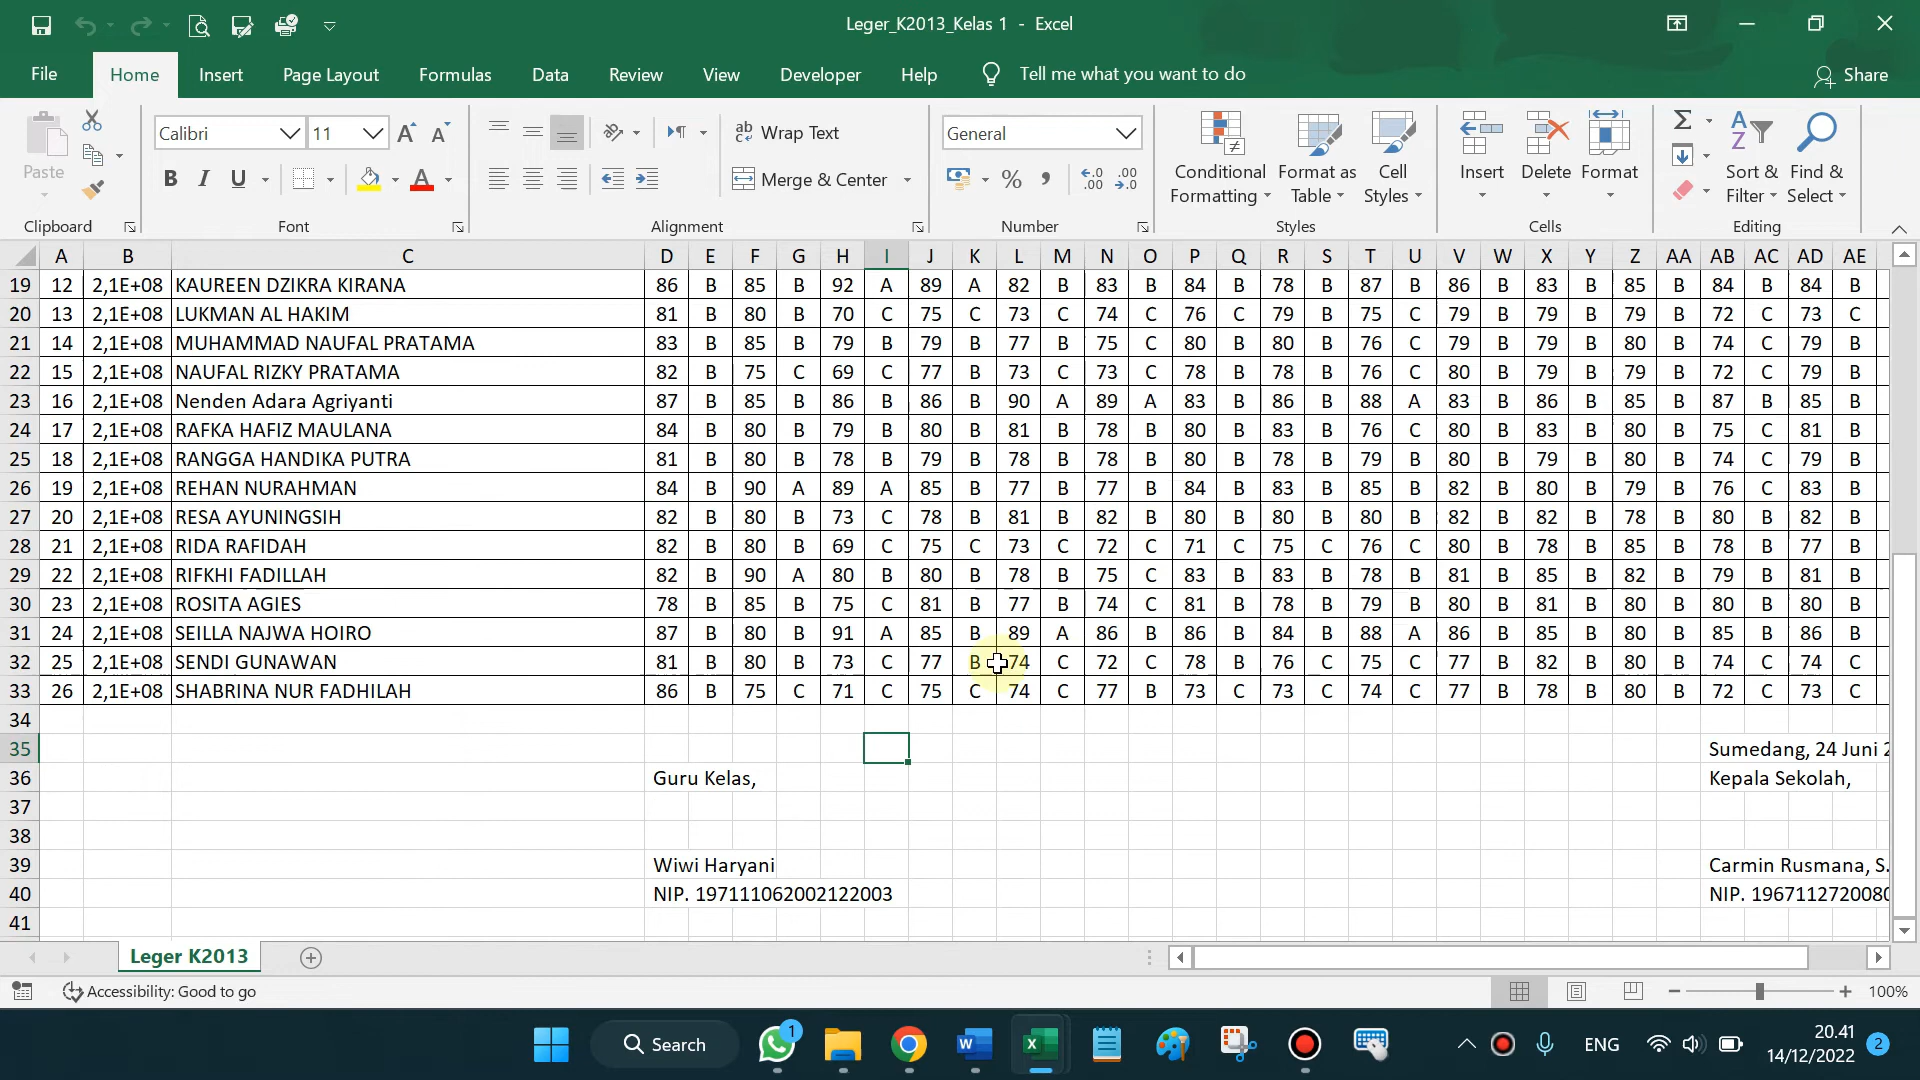 Leger_K2013_Kelas 1 - Excel
File Home Insert Page Layout Formulas Data Review View Developer Help Tell me what you want to do Share
Calibri 11 ab Wrap Text General
Paste B I U Merge & Center % Conditional Formatting Format as Table Cell Styles Insert Delete Format Sort & Filter Find & Select
Clipboard Font Alignment Number Styles Cells Editing
A B C D E F G H I J K L M N O P Q R S T U V W X Y Z AA AB AC AD AE
19 12 2,1E+08 KAUREEN DZIKRA KIRANA 86 B 85 B 92 A 89 A 82 B 83 B 84 B 78 B 87 B 86 B 83 B 85 B 84 B 84 B
20 13 2,1E+08 LUKMAN AL HAKIM 81 B 80 B 70 C 75 C 73 C 74 C 76 C 79 B 75 C 79 B 79 B 79 B 72 C 73 C
21 14 2,1E+08 MUHAMMAD NAUFAL PRATAMA 83 B 85 B 79 B 79 B 77 B 75 C 80 B 80 B 76 C 79 B 79 B 80 B 74 C 79 B
22 15 2,1E+08 NAUFAL RIZKY PRATAMA 82 B 75 C 69 C 77 B 73 C 73 C 78 B 78 B 76 C 80 B 79 B 79 B 72 C 79 B
23 16 2,1E+08 Nenden Adara Agriyanti 87 B 85 B 86 B 86 B 90 A 89 A 83 B 86 B 88 A 83 B 86 B 85 B 87 B 85 B
24 17 2,1E+08 RAFKA HAFIZ MAULANA 84 B 80 B 79 B 80 B 81 B 78 B 80 B 83 B 76 C 80 B 83 B 80 B 75 C 81 B
25 18 2,1E+08 RANGGA HANDIKA PUTRA 81 B 80 B 78 B 79 B 78 B 78 B 80 B 78 B 79 B 80 B 79 B 80 B 74 C 79 B
26 19 2,1E+08 REHAN NURAHMAN 84 B 90 A 89 A 85 B 77 B 77 B 84 B 83 B 85 B 82 B 80 B 79 B 76 C 83 B
27 20 2,1E+08 RESA AYUNINGSIH 82 B 80 B 73 C 78 B 81 B 82 B 80 B 80 B 80 B 82 B 82 B 78 B 80 B 82 B
28 21 2,1E+08 RIDA RAFIDAH 82 B 80 B 69 C 75 C 73 C 72 C 71 C 75 C 76 C 80 B 78 B 85 B 78 B 77 B
29 22 2,1E+08 RIFKHI FADILLAH 82 B 90 A 80 B 80 B 78 B 75 C 83 B 83 B 78 B 81 B 85 B 82 B 79 B 81 B
30 23 2,1E+08 ROSITA AGIES 78 B 85 B 75 C 81 B 77 B 74 C 81 B 78 B 79 B 80 B 81 B 80 B 80 B 80 B
31 24 2,1E+08 SEILLA NAJWA HOIRO 87 B 80 B 91 A 85 B 89 A 86 B 86 B 84 B 88 A 86 B 85 B 80 B 85 B 86 B
32 25 2,1E+08 SENDI GUNAWAN 81 B 80 B 73 C 77 B 74 C 72 C 78 B 76 C 75 C 77 B 82 B 80 B 74 C 74 C
33 26 2,1E+08 SHABRINA NUR FADHILAH 86 B 75 C 71 C 75 C 74 C 77 B 73 C 73 C 74 C 77 B 78 B 80 B 72 C 73 C
34
35 Sumedang, 24 Juni 2
36 Guru Kelas, Kepala Sekolah,
37
38
39 Wiwi Haryani Carmin Rusmana, S.
40 NIP. 197111062002122003 NIP. 1967112720080
41
Leger K2013
Accessibility: Good to go 100%
Search 1 ENG 20.41
14/12/2022 2